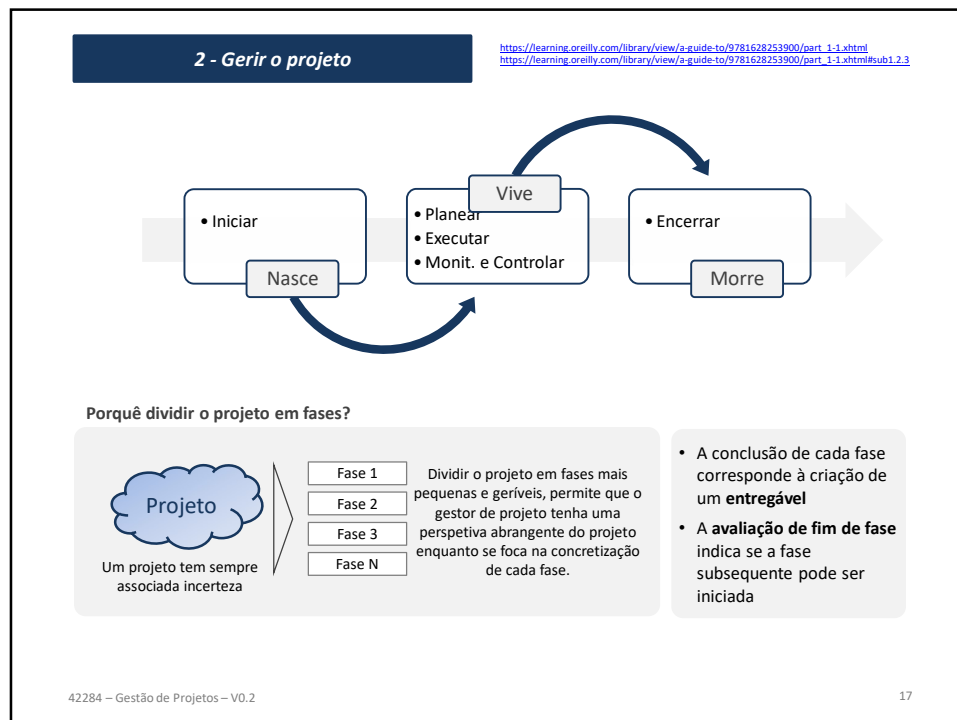 2 - Gerir o projeto
https://learning.oreilly.com/library/view/a-guide-to/9781628253900/part_1-1.xhtml
https://learning.oreilly.com/library/view/a-guide-to/9781628253900/part_1-1.xhtml#sub1.2.3
• Iniciar
Nasce
Vive
• Planear
• Executar
• Monit. e Controlar
• Encerrar
Morre
Porquê dividir o projeto em fases?
Projeto
Um projeto tem sempre
associada incerteza
Fase 1
Fase 2
Fase 3
Fase N
Dividir o projeto em fases mais
pequenas e geríveis, permite que o
gestor de projeto tenha uma
perspetiva abrangente do projeto
enquanto se foca na concretização
de cada fase.
• A conclusão de cada fase
corresponde à criação de
um entregável
• A avaliação de fim de fase
indica se a fase
subsequente pode ser
iniciada
42284 – Gestão de Projetos – V0.2
17